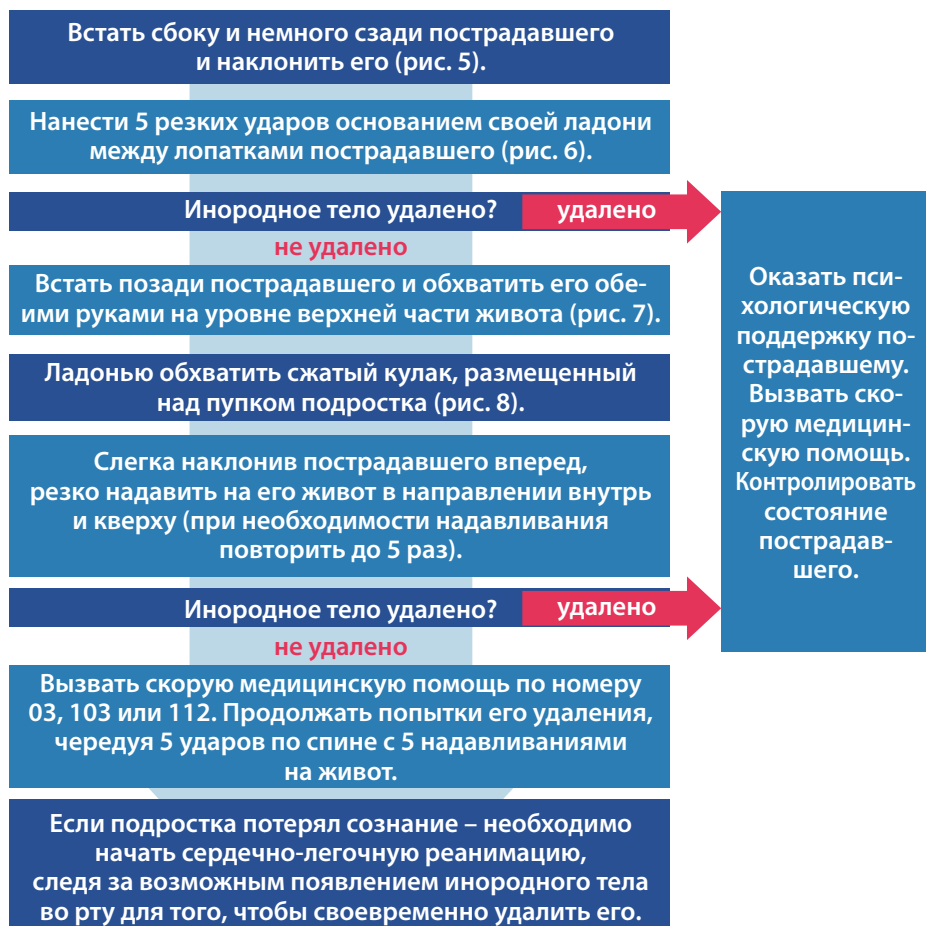 Встать сбоку и немного сзади пострадавшего
и наклонить его (рис. 5).
Нанести 5 резких ударов основанием своей ладони
между лопатками пострадавшего (рис. 6).
Инородное тело удалено?
удалено
не удалено
Встать позади пострадавшего и обхватить его обе-
ими руками на уровне верхней части живота (рис. 7).
Ладонью обхватить сжатый кулак, размещенный
над пупком подростка (рис. 8).
Слегка наклонив пострадавшего вперед,
резко надавить на его живот в направлении внутрь
и кверху (при необходимости надавливания
повторить до 5 раз).
Инородное тело удалено?
удалено
не удалено
Вызвать скорую медицинскую помощь по номеру
03, 103 или 112. Продолжать попытки его удаления,
чередуя 5 ударов по спине с 5 надавливаниями
на живот.
Если подростка потерял сознание – необходимо
начать сердечно-легочную реанимацию,
следя за возможным появлением инородного тела
во рту для того, чтобы своевременно удалить его.
Оказать пси-
хологическую
поддержку по-
страдавшему.
Вызвать ско-
рую медицин-
скую помощь.
Контролировать
состояние
пострадав-
шего.